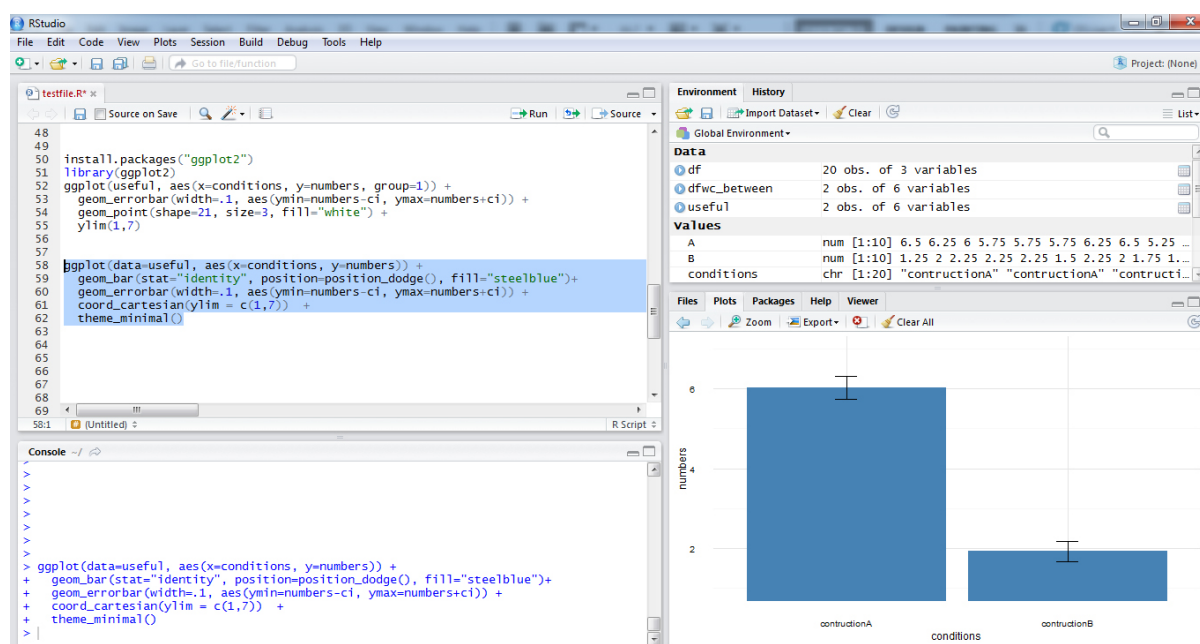 RStudio
File Edit Code View Plots Session Build Debug Tools Help
Go to file/function
Project: (None)
testfile.R*
Source on Save
Run
Source
48
49
50 install.packages("ggplot2")
51 library(ggplot2)
52 ggplot(useful, aes(x=conditions, y=numbers, group=1)) +
53 geom_errorbar(width=.1, aes(ymin=numbers-ci, ymax=numbers+ci)) +
54 geom_point(shape=21, size=3, fill="white") +
55 ylim(1,7)
56
57
58 ggplot(data=useful, aes(x=conditions, y=numbers)) +
59 geom_bar(stat="identity", position=position_dodge(), fill="steelblue")+
60 geom_errorbar(width=.1, aes(ymin=numbers-ci, ymax=numbers+ci)) +
61 coord_cartesian(ylim = c(1,7)) +
62 theme_minimal()
63
64
65
66
67
68
69
58:1 (Untitled) R Script
Console ~/
>
>
>
>
>
>
>
>
> ggplot(data=useful, aes(x=conditions, y=numbers)) +
+ geom_bar(stat="identity", position=position_dodge(), fill="steelblue")+
+ geom_errorbar(width=.1, aes(ymin=numbers-ci, ymax=numbers+ci)) +
+ coord_cartesian(ylim = c(1,7)) +
+ theme_minimal()
>
Environment History
Import Dataset Clear List
Global Environment
Data
df 20 obs. of 3 variables
dfwc_between 2 obs. of 6 variables
useful 2 obs. of 6 variables
Values
A num [1:10] 6.5 6.25 6 5.75 5.75 5.75 6.25 6.5 5.25 ...
B num [1:10] 1.25 2 2.25 2.25 2.25 1.5 2.25 2 1.75 1....
conditions chr [1:20] "contructionA" "contructionA" "contructi...
Files Plots Packages Help Viewer
Zoom Export Clear All
6
4
2
numbers
contructionA contructionB
conditions